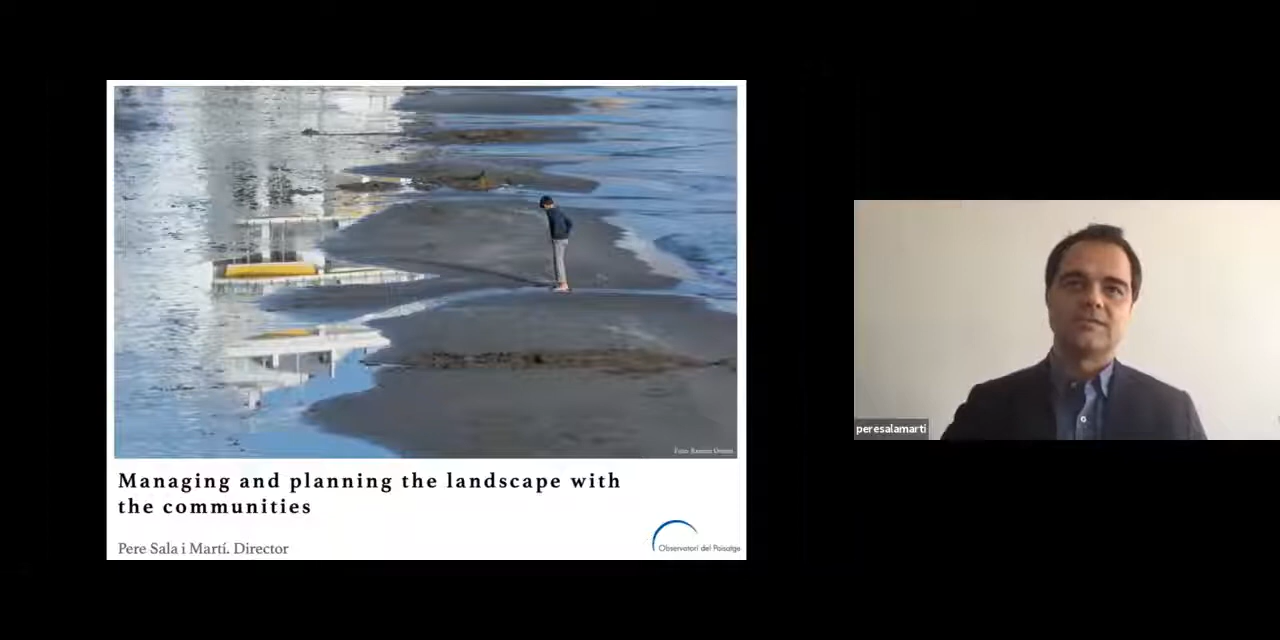 Managing and planning the landscape with
the communities
Pere Sala i Martí. Director
Observatori del Paisatge
peresalamarti